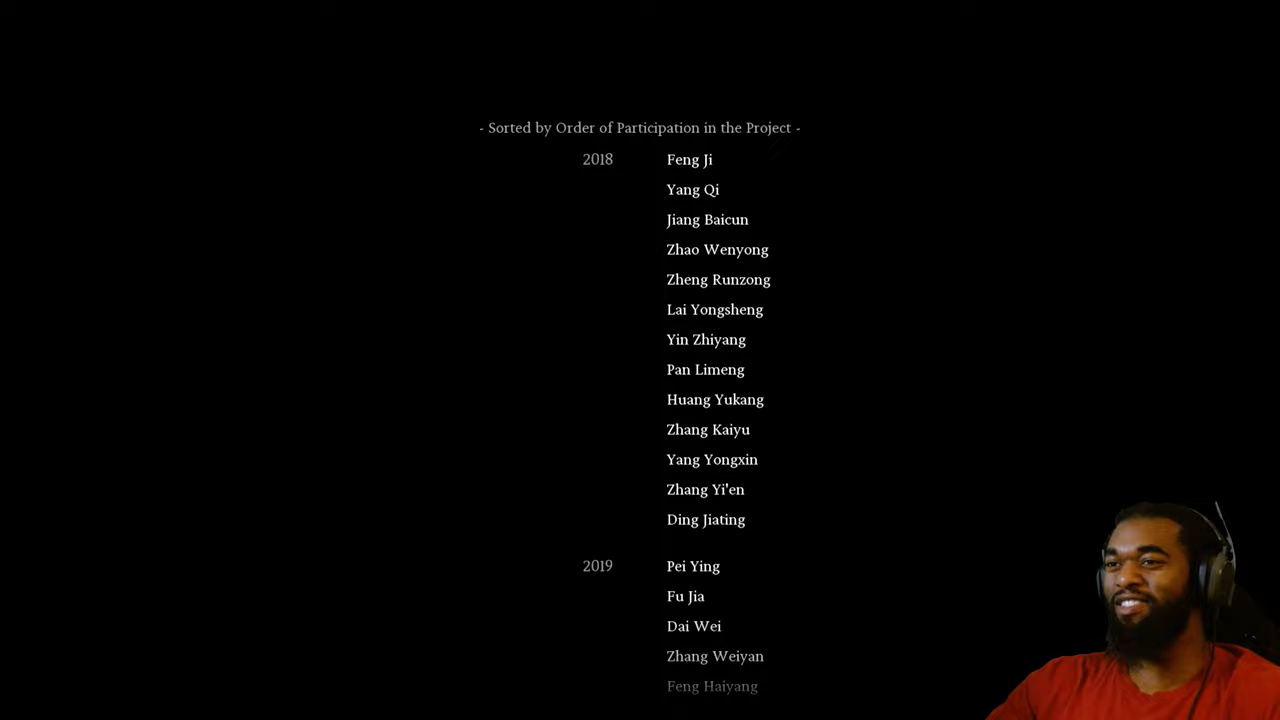 - Sorted by Order of Participation in the Project -
2018 Feng Ji
Yang Qi
Jiang Baicun
Zhao Wenyong
Zheng Runzong
Lai Yongsheng
Yin Zhiyang
Pan Limeng
Huang Yukang
Zhang Kaiyu
Yang Yongxin
Zhang Yi'en
Ding Jiating
2019 Pei Ying
Fu Jia
Dai Wei
Zhang Weiyan
Feng Haiyang